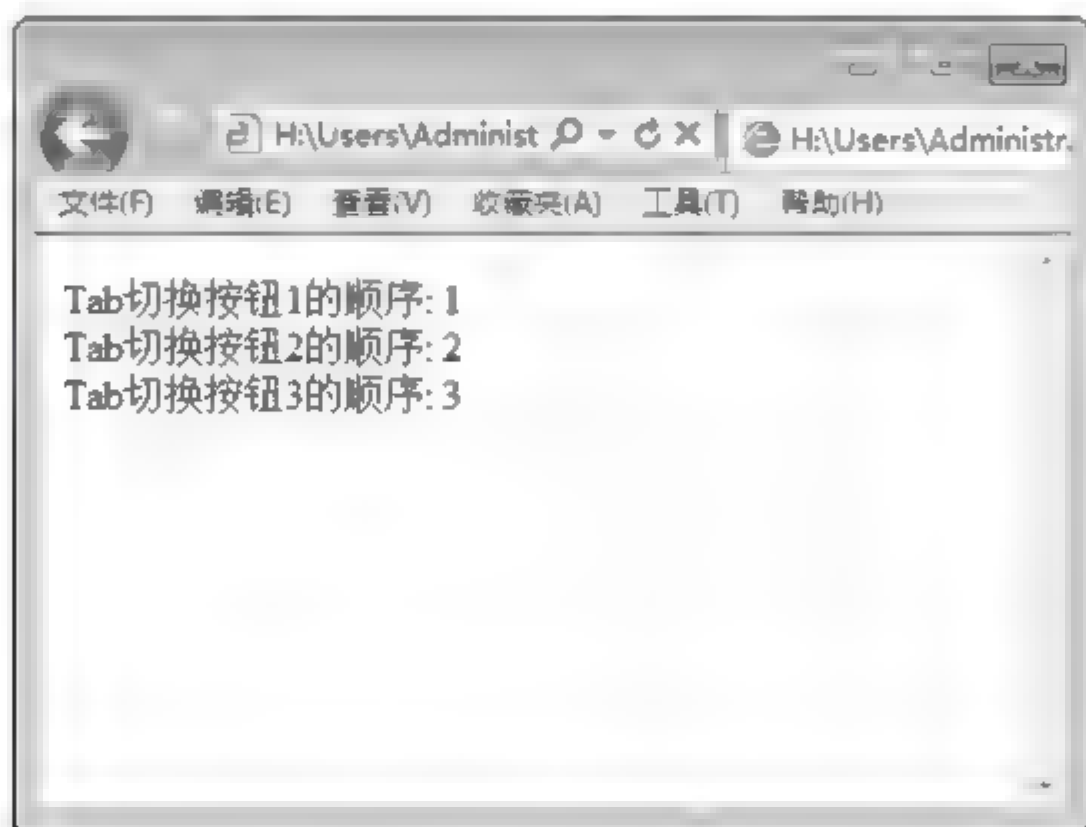 H:\Users\Administ
H:\Users\Administr.
文件(F) 编辑(E) 查看(V) 收藏夹(A) 工具(T) 帮助(H)
Tab切换按钮1的顺序: 1
Tab切换按钮2的顺序: 2
Tab切换按钮3的顺序: 3